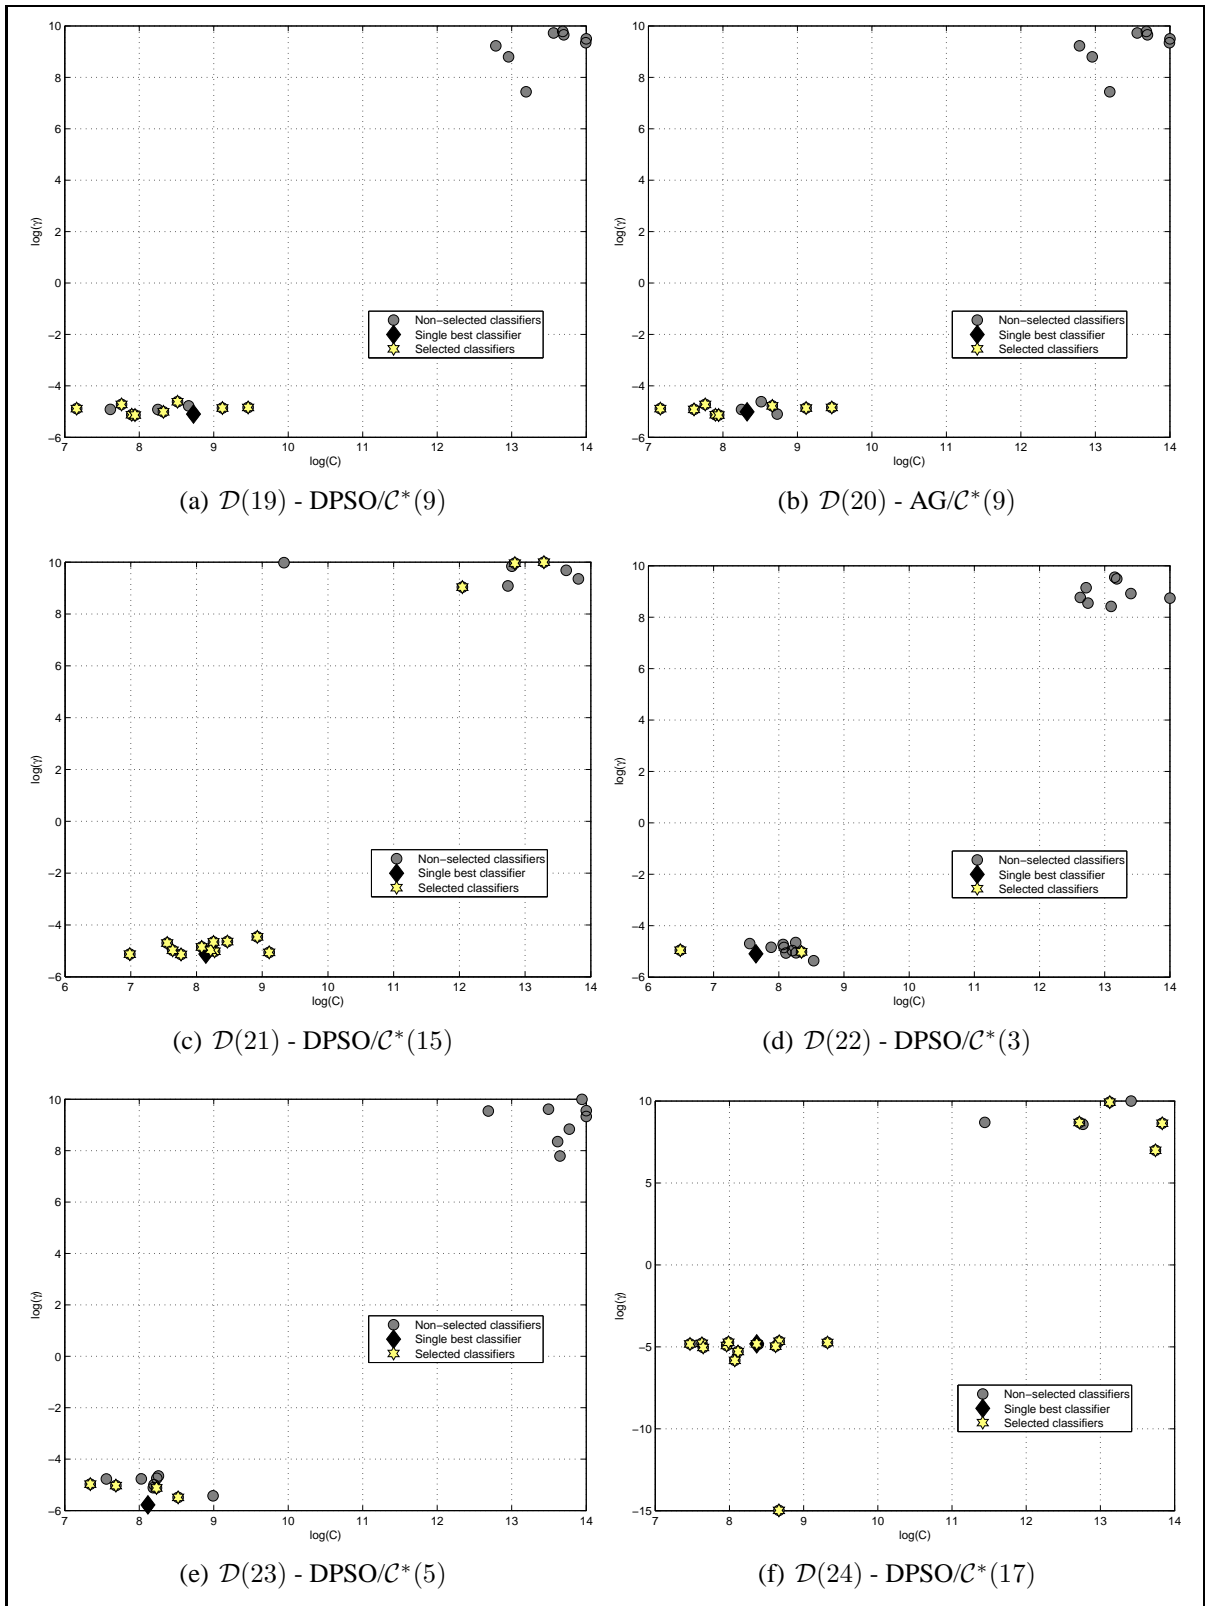 10
8
6
4
2
0
−2
−4
−6
log(γ)
7 8 9 10 11 12 13 14
log(C)
Non−selected classifiers
Single best classifier
Selected classifiers
(a) D(19) - DPSO/C*(9)
10
8
6
4
2
0
−2
−4
−6
log(γ)
7 8 9 10 11 12 13 14
log(C)
Non−selected classifiers
Single best classifier
Selected classifiers
(b) D(20) - AG/C*(9)
10
8
6
4
2
0
−2
−4
−6
log(γ)
6 7 8 9 10 11 12 13 14
log(C)
Non−selected classifiers
Single best classifier
Selected classifiers
(c) D(21) - DPSO/C*(15)
10
8
6
4
2
0
−2
−4
−6
log(γ)
6 7 8 9 10 11 12 13 14
log(C)
Non−selected classifiers
Single best classifier
Selected classifiers
(d) D(22) - DPSO/C*(3)
10
8
6
4
2
0
−2
−4
−6
log(γ)
7 8 9 10 11 12 13 14
log(C)
Non−selected classifiers
Single best classifier
Selected classifiers
(e) D(23) - DPSO/C*(5)
10
5
0
−5
−10
−15
log(γ)
7 8 9 10 11 12 13 14
log(C)
Non−selected classifiers
Single best classifier
Selected classifiers
(f) D(24) - DPSO/C*(17)